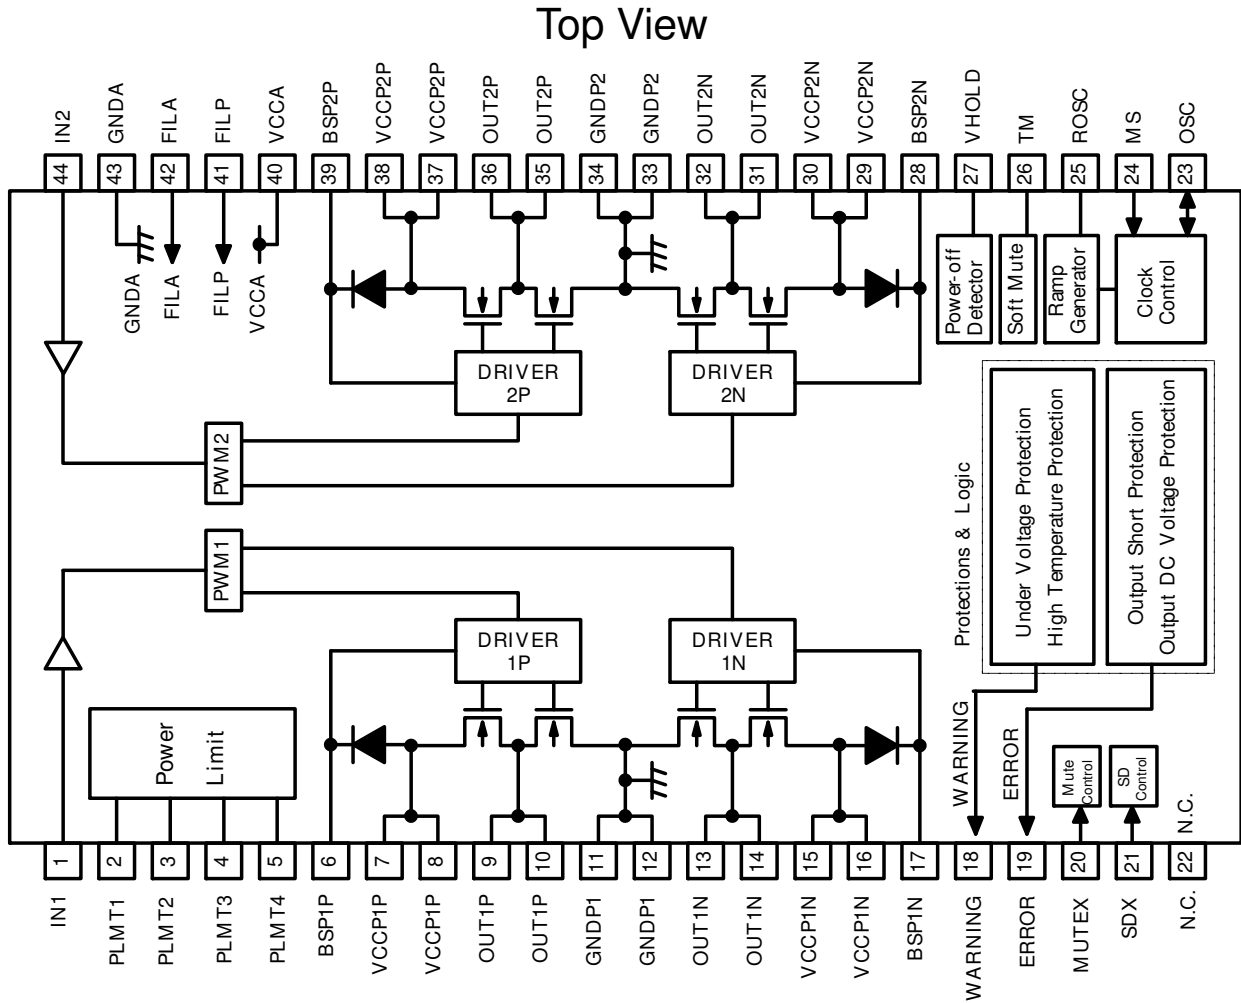 Top View
IN2
GNDA
FILA
FILP
VCCA
BSP2P
VCCP2P
VCCP2P
OUT2P
OUT2P
GNDP2
GNDP2
OUT2N
OUT2N
VCCP2N
VCCP2N
BSP2N
VHOLD
TM
ROSC
MS
OSC
44
43
42
41
40
39
38
37
36
35
34
33
32
31
30
29
28
27
26
25
24
23
GNDA
FILA
FILP
VCCA
Power-off
Detector
Soft Mute
Ramp
Generator
Clock
Control
DRIVER
2P
DRIVER
2N
PWM2
PWM1
DRIVER
1P
DRIVER
1N
Protections & Logic
Under Voltage Protection
High Temperature Protection
Output Short Protection
Output DC Voltage Protection
Power
Limit
WARNING
ERROR
Mute
Control
SD
Control
N.C.
1
2
3
4
5
6
7
8
9
10
11
12
13
14
15
16
17
18
19
20
21
22
IN1
PLMT1
PLMT2
PLMT3
PLMT4
BSP1P
VCCP1P
VCCP1P
OUT1P
OUT1P
GNDP1
GNDP1
OUT1N
OUT1N
VCCP1N
VCCP1N
BSP1N
WARNING
ERROR
MUTEX
SDX
N.C.